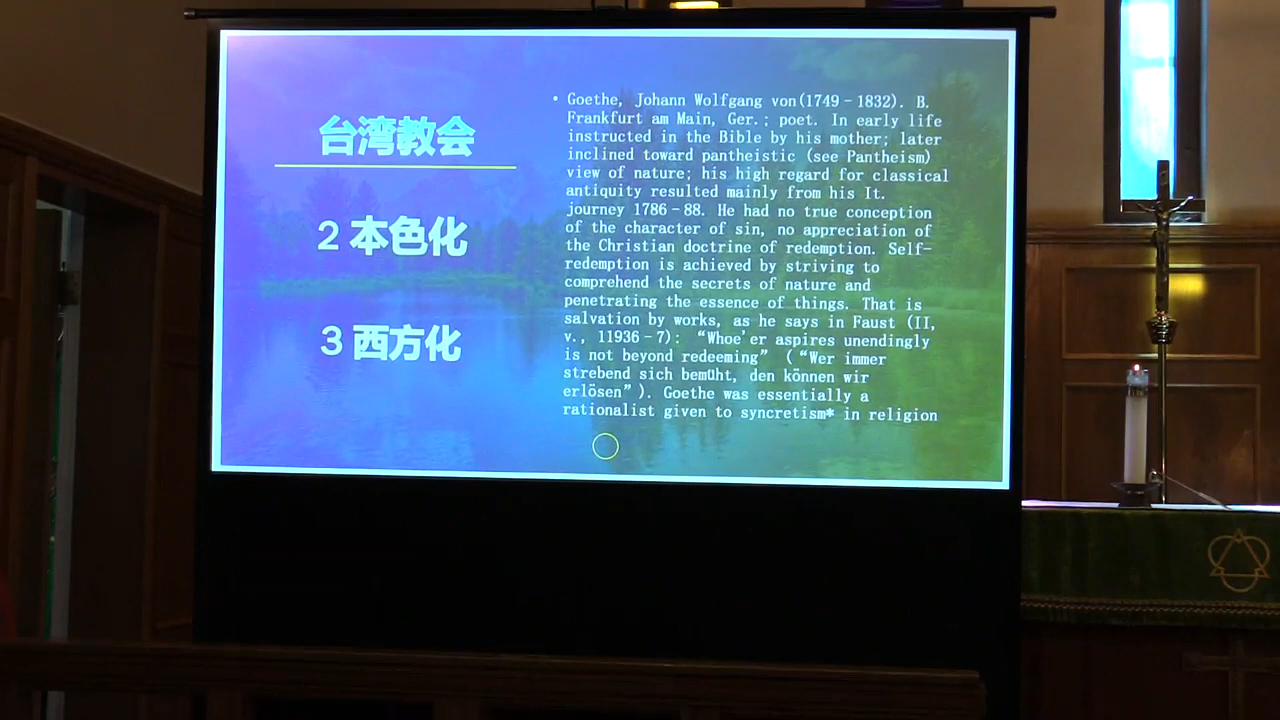 台湾教会
2 本色化
3 西方化
• Goethe, Johann Wolfgang von(1749–1832). B.
Frankfurt am Main, Ger.; poet. In early life
instructed in the Bible by his mother; later
inclined toward pantheistic (see Pantheism)
view of nature; his high regard for classical
antiquity resulted mainly from his It.
journey 1786–88. He had no true conception
of the character of sin, no appreciation of
the Christian doctrine of redemption. Self-
redemption is achieved by striving to
comprehend the secrets of nature and
penetrating the essence of things. That is
salvation by works, as he says in Faust (II,
v., 11936–7): “Whoe'er aspires unendingly
is not beyond redeeming” (“Wer immer
strebend sich bemüht, den können wir
erlösen”). Goethe was essentially a
rationalist given to syncretism* in religion